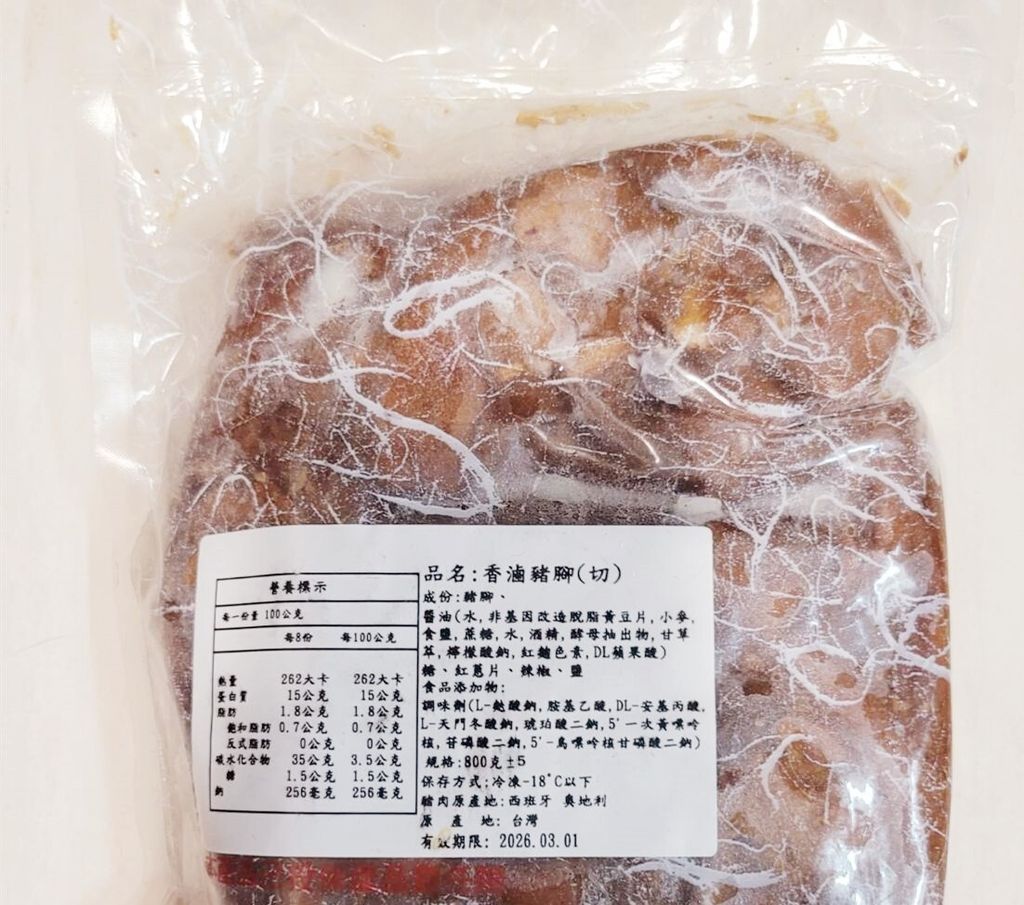 營養標示
每一份量 100公克
每8份 每100公克
熱量 262大卡 262大卡
蛋白質 15公克 15公克
脂肪 1.8公克 1.8公克
飽和脂肪 0.7公克 0.7公克
反式脂肪 0公克 0公克
碳水化合物 35公克 3.5公克
糖 1.5公克 1.5公克
鈉 256毫克 256毫克
品名:香滷豬腳(切)
成份:豬腳、
醬油(水,非基因改造脫脂黃豆片,小麥,
食鹽,蔗糖,水,酒精,酵母抽出物,甘草
萃,檸檬酸鈉,紅麴色素,DL蘋果酸)
糖、紅蔥片、辣椒、鹽
食品添加物:
調味劑(L-麩酸鈉,胺基乙酸,DL-安基丙酸,
L-天門冬酸鈉,琥珀酸二鈉,5'一次黃嘌呤
核,苷磷酸二鈉,5'-鳥嘌呤核甘磷酸二鈉)
規格:800克±5
保存方式:冷凍-18°C以下
豬肉原產地:西班牙 奧地利
原 產 地: 台灣
有效期限: 2026.03.01